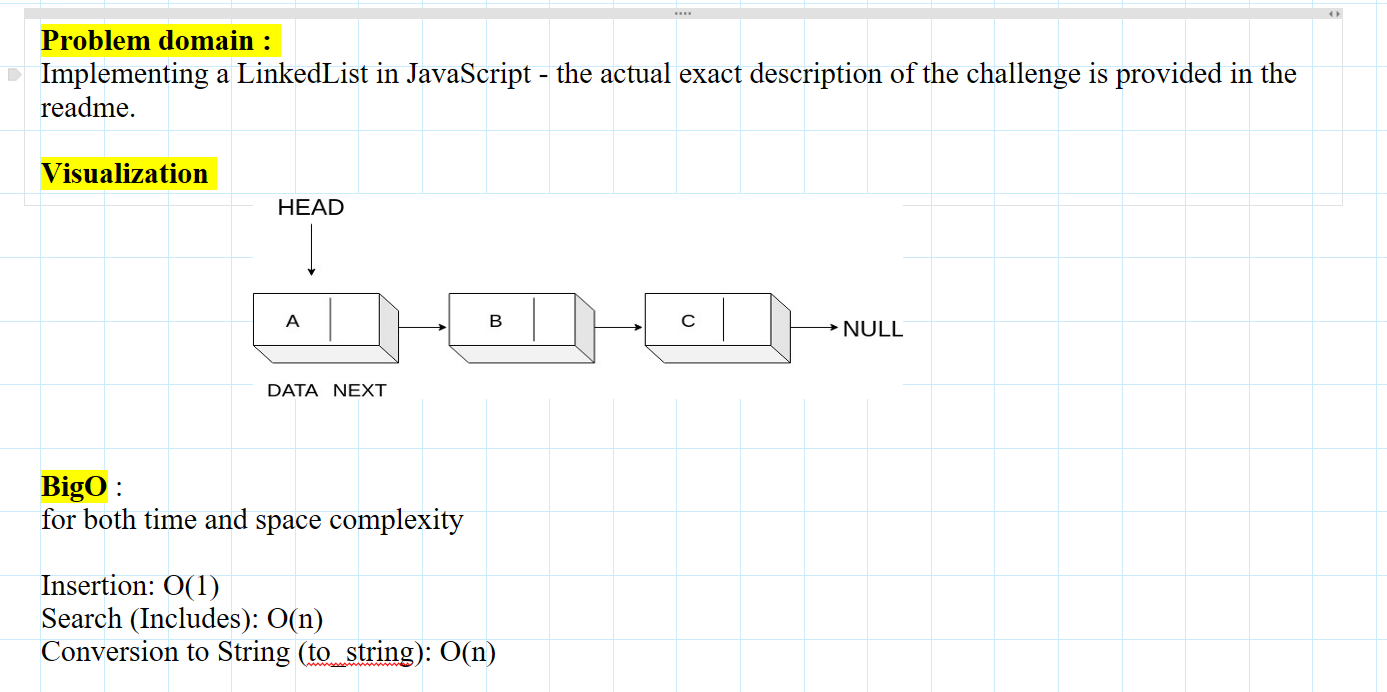 Problem domain :
Implementing a LinkedList in JavaScript - the actual exact description of the challenge is provided in the
readme.
Visualization
HEAD
A
B
C
NULL
DATA NEXT
BigO :
for both time and space complexity
Insertion: O(1)
Search (Includes): O(n)
Conversion to String (to_string): O(n)